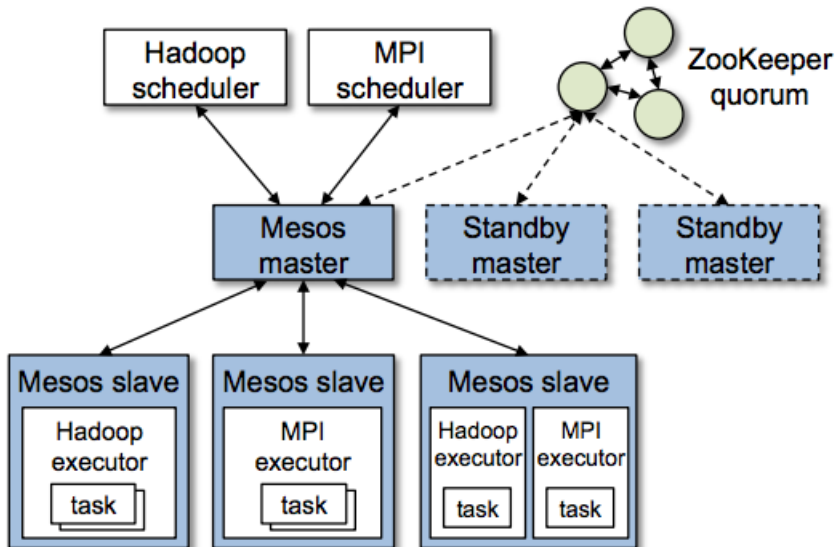 Hadoop
scheduler
MPI
scheduler
ZooKeeper
quorum
Mesos
master
Standby
master
Standby
master
Mesos slave
Hadoop
executor
task
Mesos slave
MPI
executor
task
Mesos slave
Hadoop
executor
task
MPI
executor
task